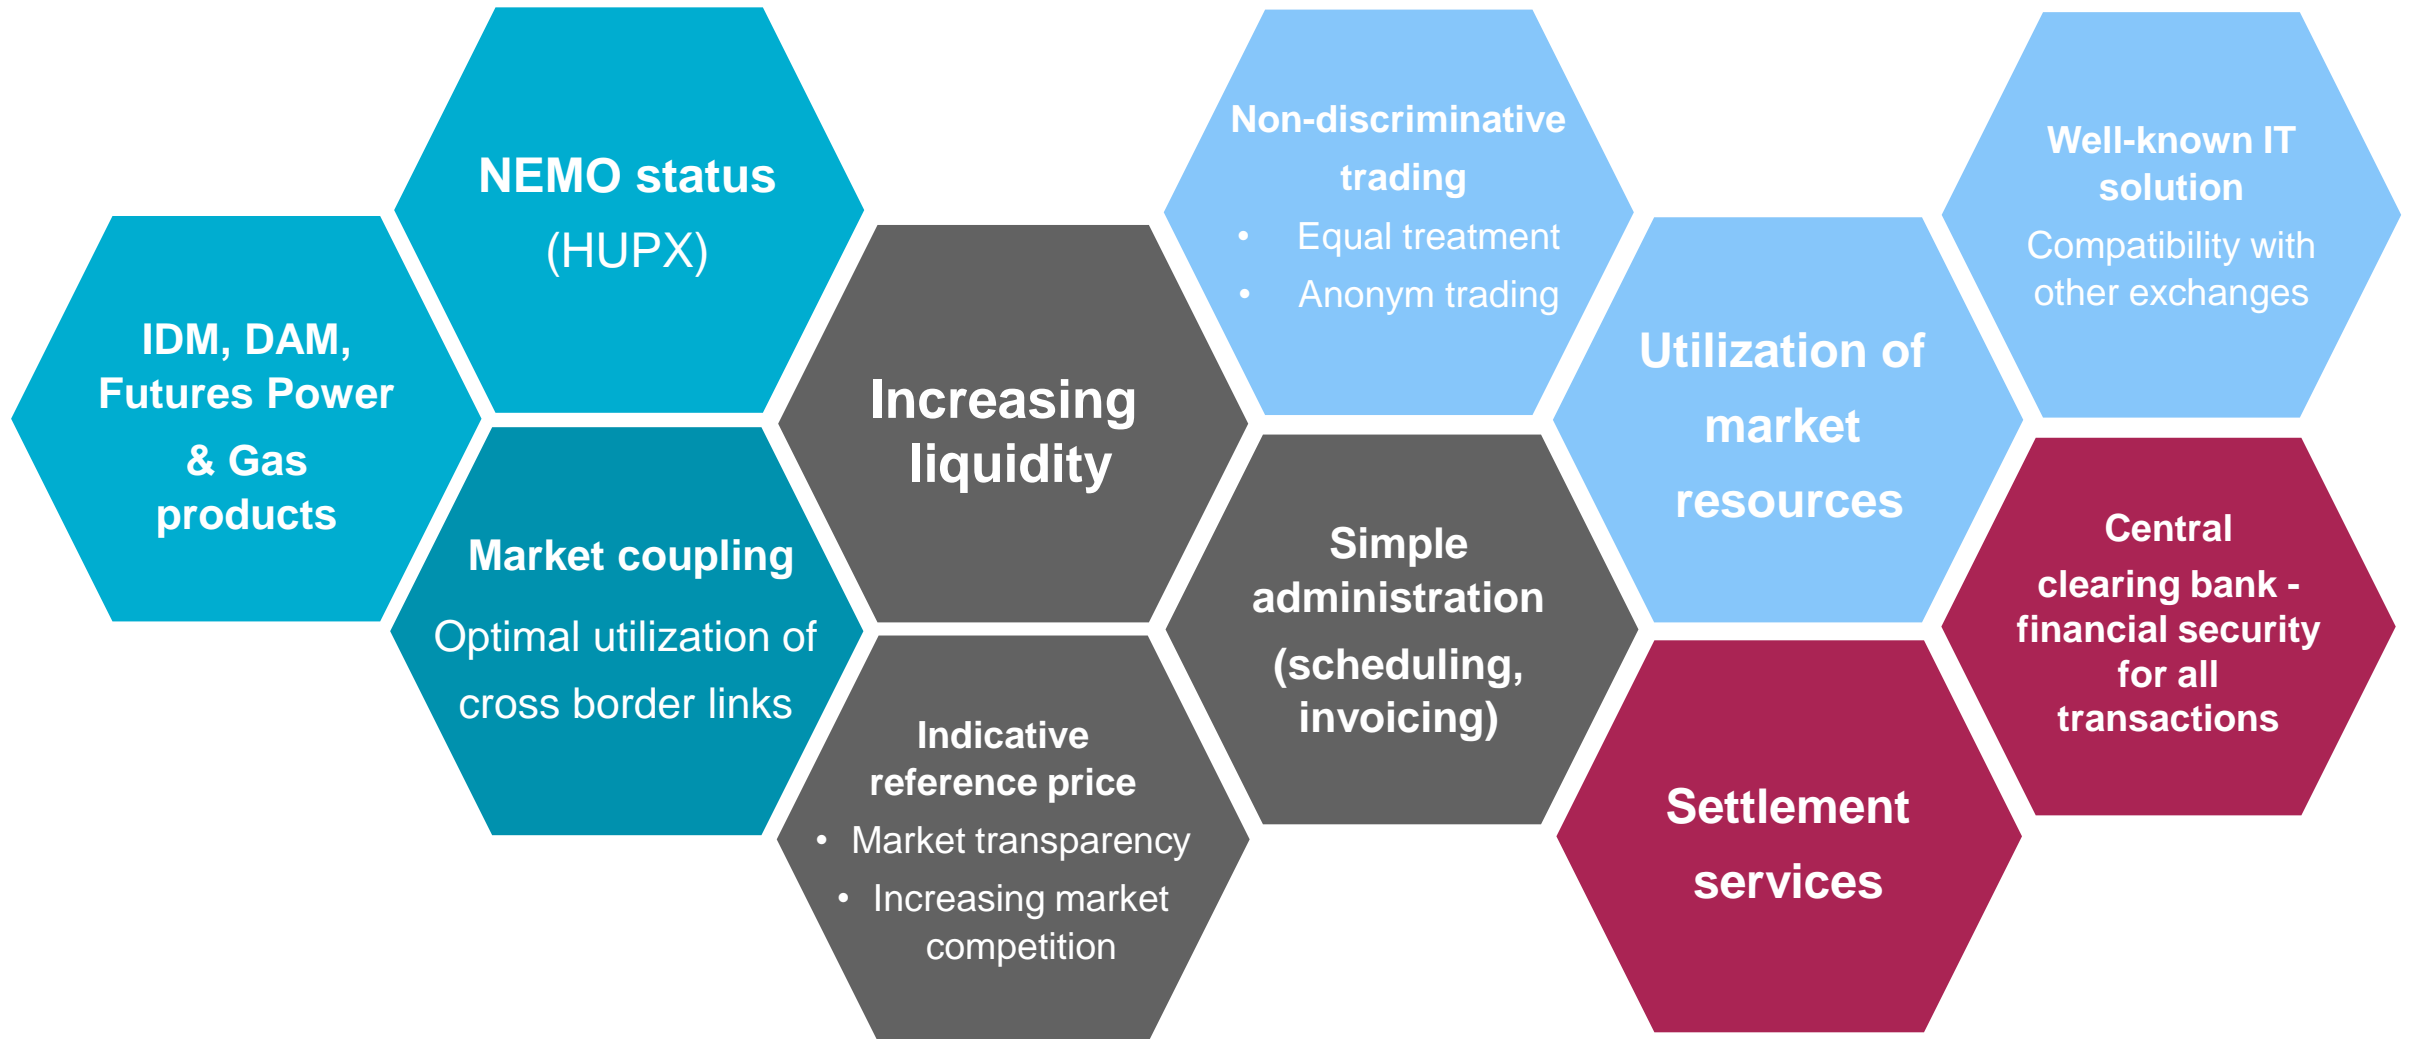 IDM, DAM,
Futures Power
& Gas
products
NEMO status
(HUPX)
Market coupling
Optimal utilization of
cross border links
Increasing
liquidity
Indicative
reference price
• Market transparency
• Increasing market
competition
Non-discriminative
trading
• Equal treatment
• Anonym trading
Simple
administration
(scheduling,
invoicing)
Utilization of
market
resources
Settlement
services
Well-known IT
solution
Compatibility with
other exchanges
Central
clearing bank -
financial security
for all
transactions